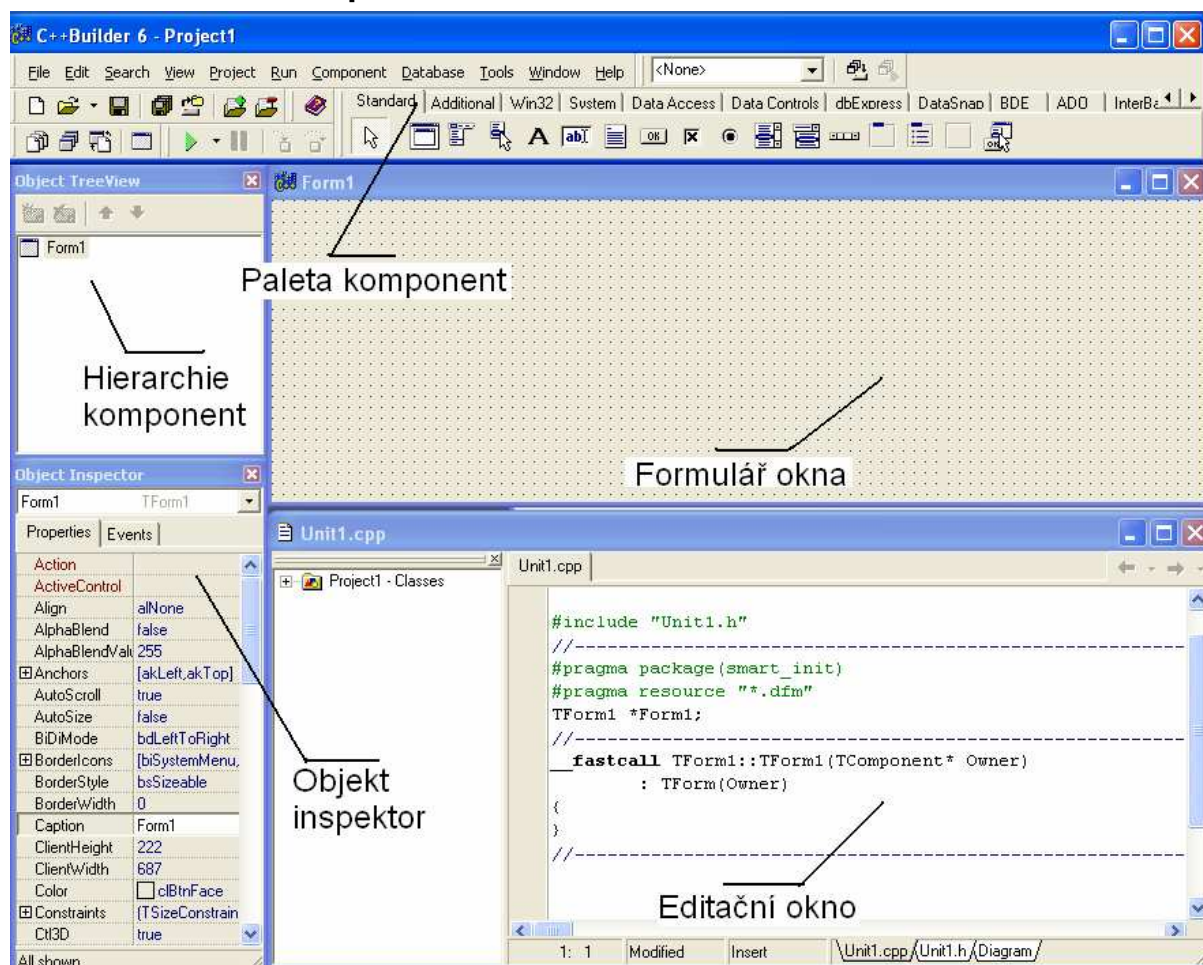 C++Builder 6 - Project1
File Edit Search View Project Run Component Database Tools Window Help <None>
Standard Additional Win32 System Data Access Data Controls dbExpress DataSnap BDE ADO InterBa
Object TreeView
Form1
Form1
Paleta komponent
Hierarchie
komponent
Formulář okna
Object Inspector
Form1 TForm1
Properties Events
Action
ActiveControl
Align alNone
AlphaBlend false
AlphaBlendValu 255
Anchors [akLeft,akTop]
AutoScroll true
AutoSize false
BiDiMode bdLeftToRight
BorderIcons [biSystemMenu,
BorderStyle bsSizeable
BorderWidth 0
Caption Form1
ClientHeight 222
ClientWidth 687
Color clBtnFace
Constraints (TSizeConstrain
Ctl3D true
All shown
Objekt
inspektor
Unit1.cpp
Project1 - Classes
Unit1.cpp
#include "Unit1.h"
//---------------------------------------------------
#pragma package(smart_init)
#pragma resource "*.dfm"
TForm1 *Form1;
//---------------------------------------------------
__fastcall TForm1::TForm1(TComponent* Owner)
: TForm(Owner)
{
}
//---------------------------------------------------
Editační okno
1: 1 Modified Insert Unit1.cpp Unit1.h Diagram